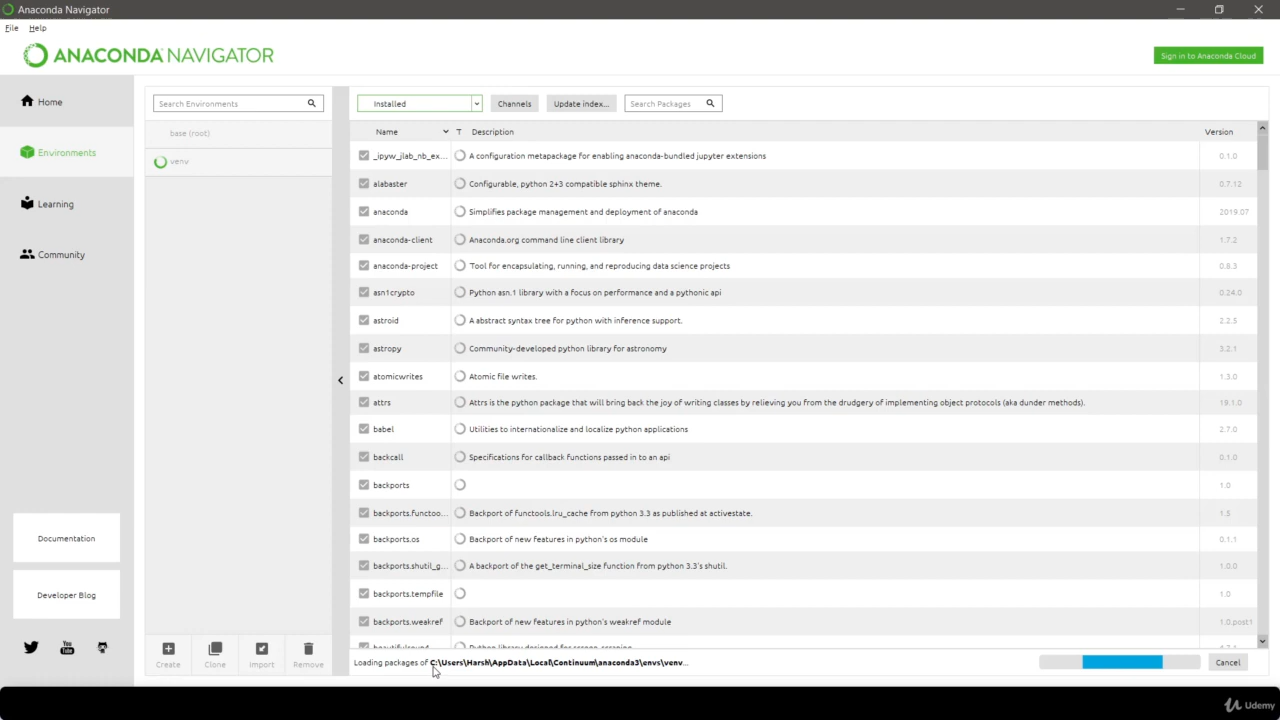 Anaconda Navigator
File Help
ANACONDA NAVIGATOR
Sign in to Anaconda Cloud
Home
Environments
Learning
Community
Documentation
Developer Blog
Search Environments
base (root)
venv
Create Clone Import Remove
Installed Channels Update index... Search Packages
Name T Description Version
_ipyw_jlab_nb_ex... A configuration metapackage for enabling anaconda-bundled jupyter extensions 0.1.0
alabaster Configurable, python 2+3 compatible sphinx theme. 0.7.12
anaconda Simplifies package management and deployment of anaconda 2019.07
anaconda-client Anaconda.org command line client library 1.7.2
anaconda-project Tool for encapsulating, running, and reproducing data science projects 0.8.3
asn1crypto Python asn.1 library with a focus on performance and a pythonic api 0.24.0
astroid A abstract syntax tree for python with inference support. 2.2.5
astropy Community-developed python library for astronomy 3.2.1
atomicwrites Atomic file writes. 1.3.0
attrs Attrs is the python package that will bring back the joy of writing classes by relieving you from the drudgery of implementing object protocols (aka dunder methods). 19.1.0
babel Utilities to internationalize and localize python applications 2.7.0
backcall Specifications for callback functions passed in to an api 0.1.0
backports 1.0
backports.functoo... Backport of functools.lru_cache from python 3.3 as published at activestate. 1.5
backports.os Backport of new features in python's os module 0.1.1
backports.shutil_g... A backport of the get_terminal_size function from python 3.3's shutil. 1.0.0
backports.tempfile 1.0
backports.weakref Backport of new features in python's weakref module 1.0.post1
beautifulsoup Python library designed for screen-scraping 4.7.1
Loading packages of C:\Users\Harsh\AppData\Local\Continuum\anaconda3\envs\venv... Cancel
Udemy